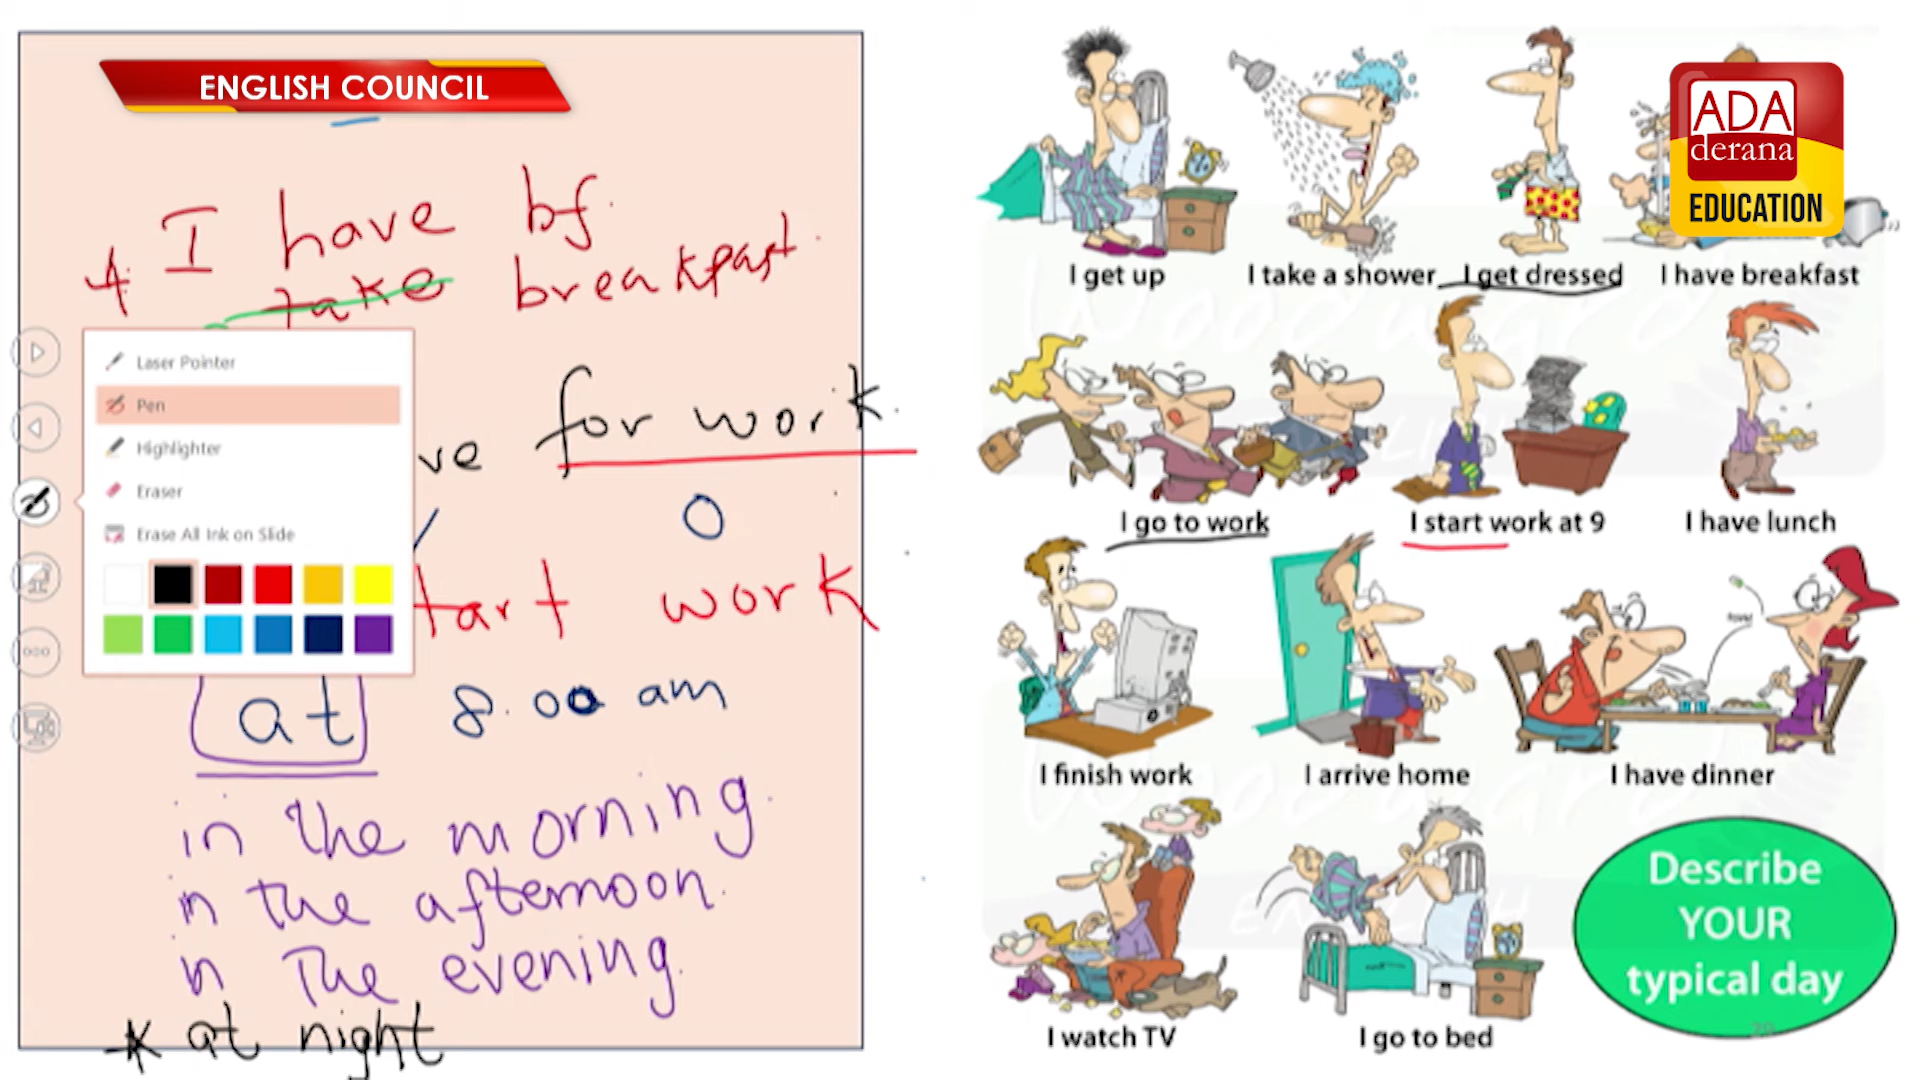 ENGLISH COUNCIL
I have bf.
4. take breakfast.
Laser Pointer
Pen
Highlighter
Eraser
Erase All Ink on Slide
ve for work.
O
tart work
at 8.00 am
in the morning.
in the afternoon.
in the evening.
* at night
ADA
derana
EDUCATION
I get up
I take a shower
I get dressed
I have breakfast
I go to work
I start work at 9
I have lunch
I finish work
I arrive home
I have dinner
I watch TV
I go to bed
Describe
YOUR
typical day